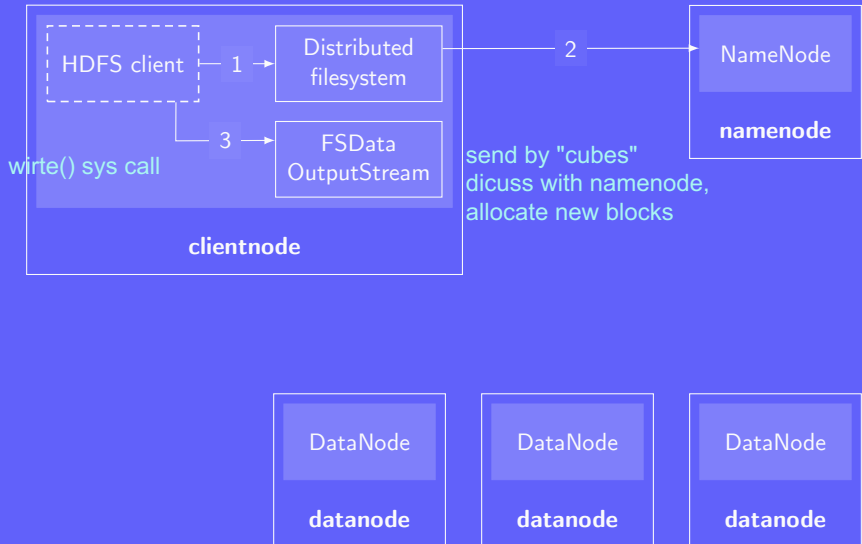 HDFS client
1
Distributed
filesystem
2
NameNode
namenode
3
FSData
OutputStream
wirte() sys call
send by "cubes"
dicuss with namenode,
allocate new blocks
clientnode
DataNode
datanode
DataNode
datanode
DataNode
datanode